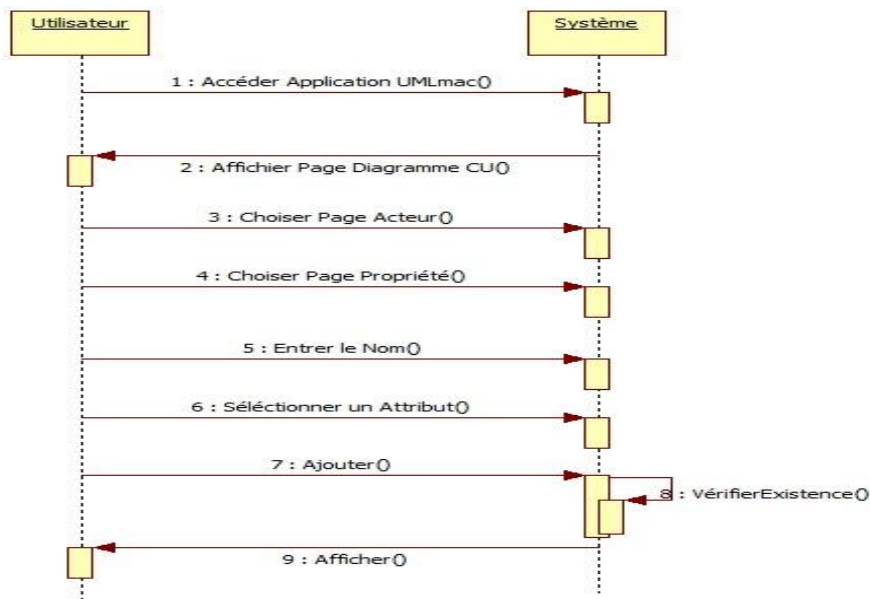 Utilisateur
Système
1 : Accéder Application UMLmac()
2 : Affichier Page Diagramme CU()
3 : Choiser Page Acteur()
4 : Choiser Page Propriété()
5 : Entrer le Nom()
6 : Séléctionner un Attribut()
7 : Ajouter()
8 : VérifierExistence()
9 : Afficher()